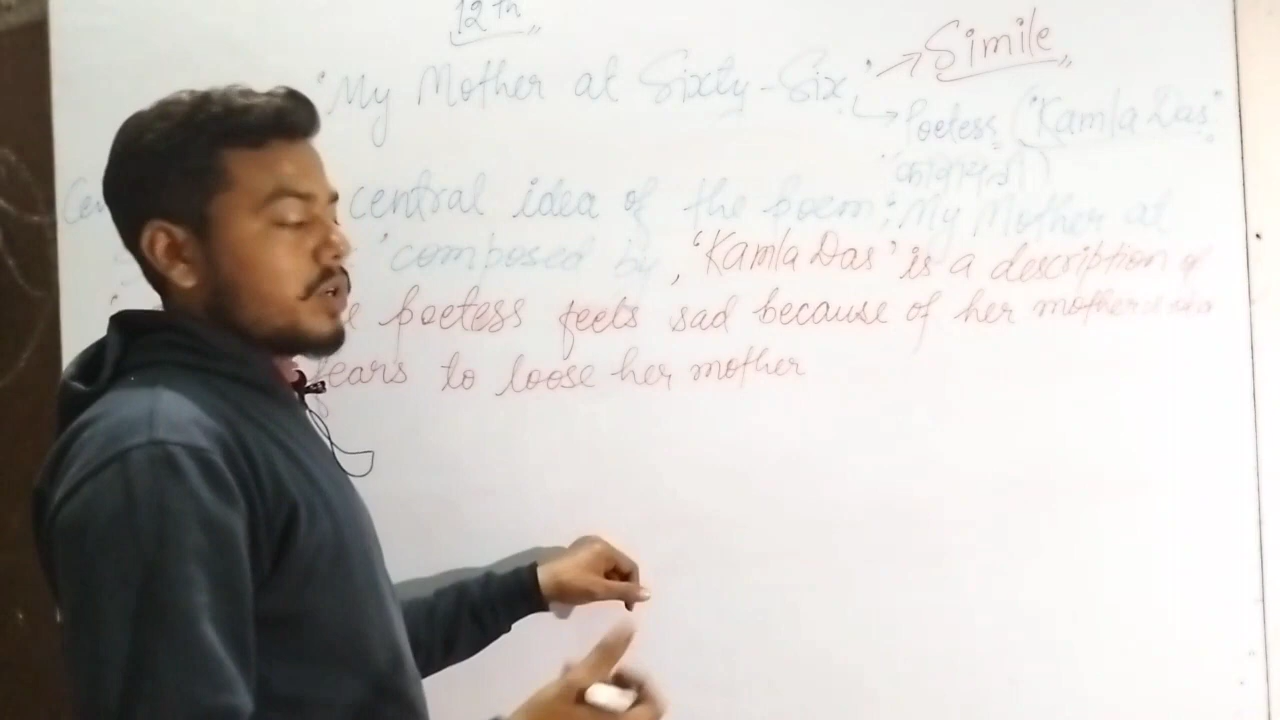 12th
"My Mother at Sixty-Six" → Simile
→ Poetess ("Kamla Das"
central idea of the poem; My Mother at
'composed by, 'Kamla Das' is a description of
poetess feels sad because of her mother
fears to loose her mother